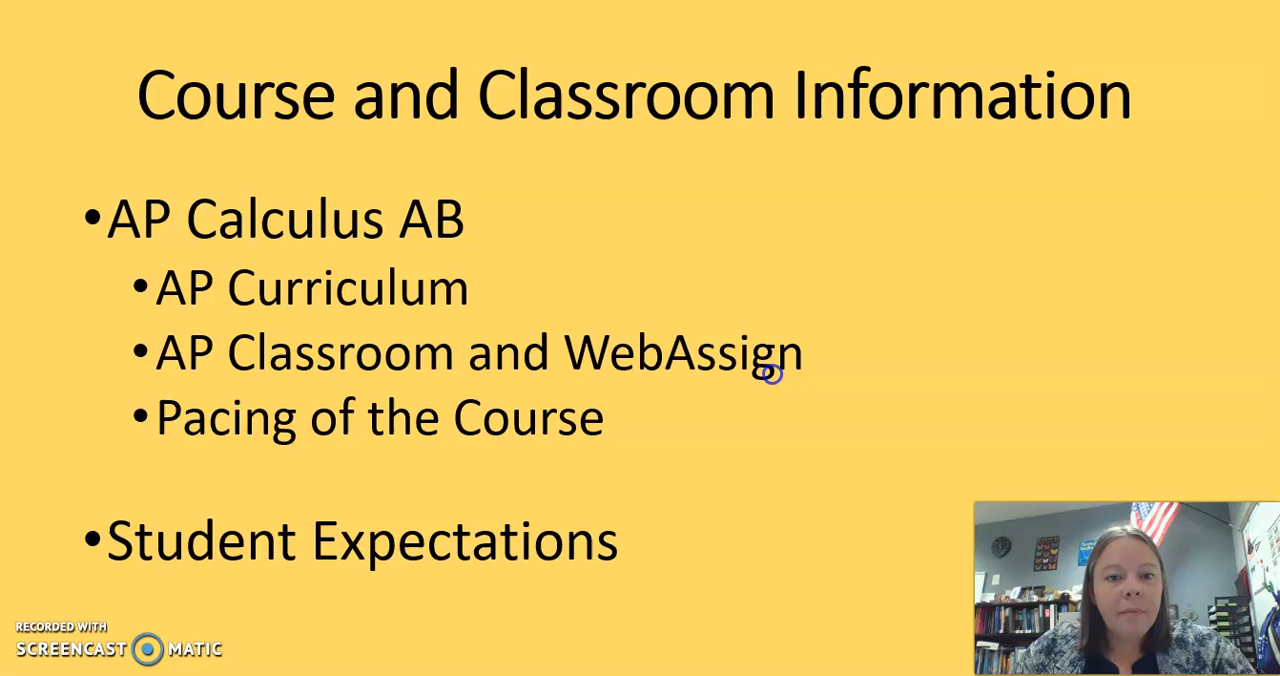 Course and Classroom Information
•AP Calculus AB
•AP Curriculum
•AP Classroom and WebAssign
•Pacing of the Course
•Student Expectations
RECORDED WITH
SCREENCAST MATIC